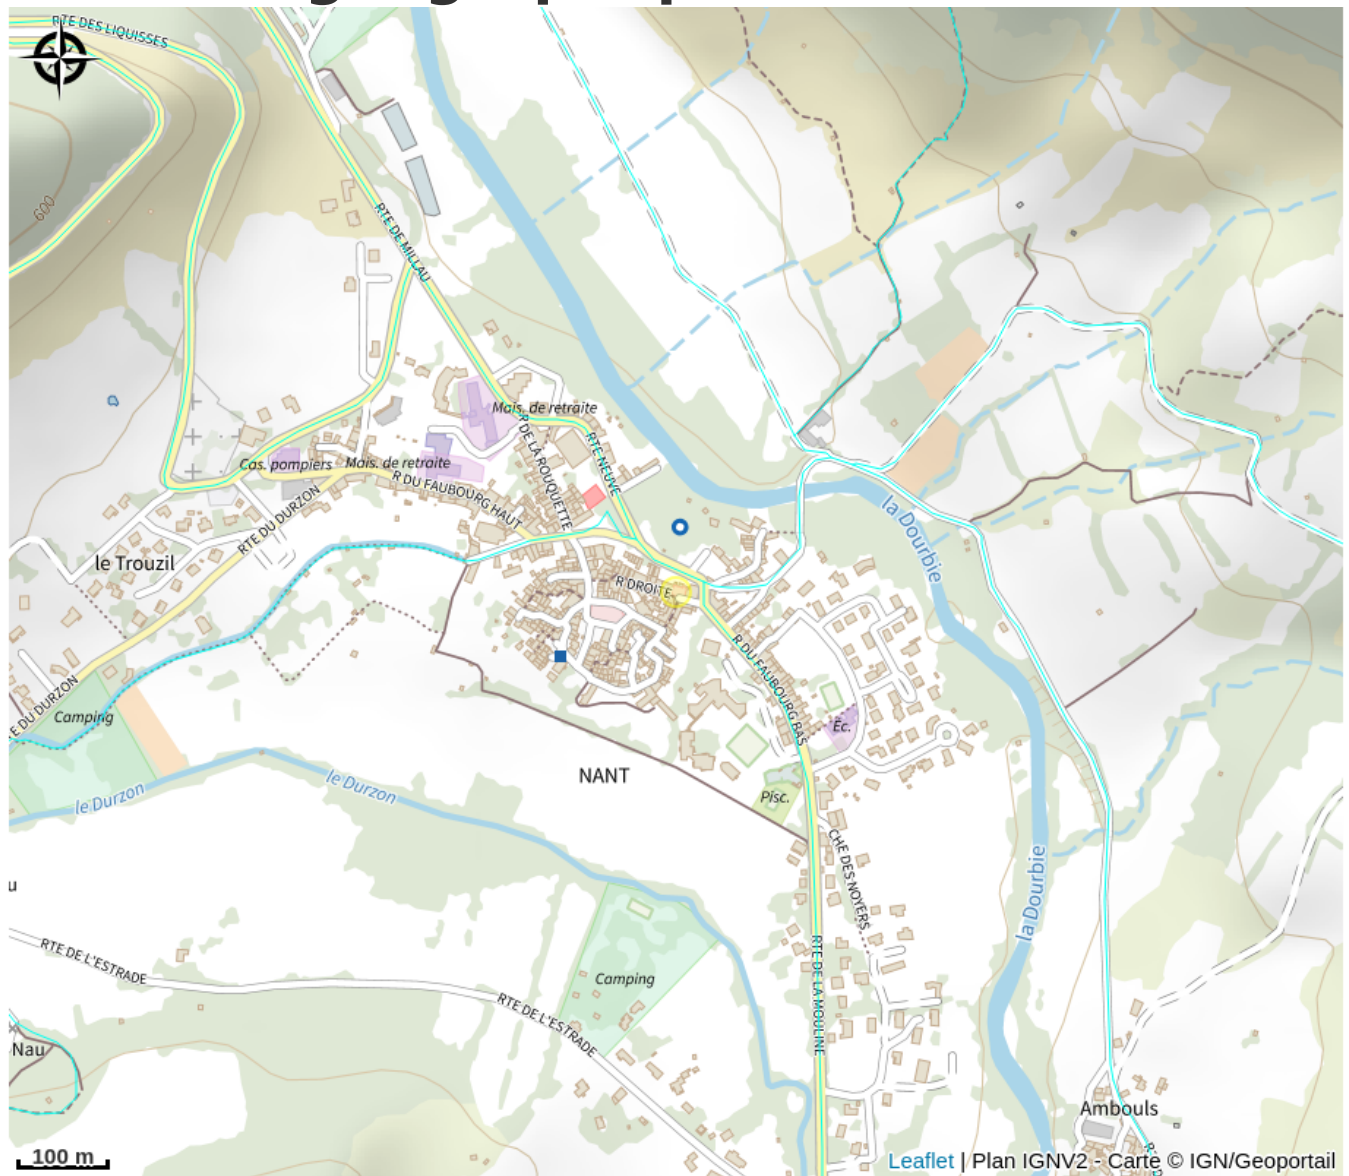 RTE DES LIQUISSES
600
RTE DE MILLAU
Mais. de retraite
R DE LA ROUQUETTE
RTE NEUVE
Cas. pompiers
Mais. de retraite
R DU FAUBOURG HAUT
RTE DU DURZON
le Trouzil
la Dourbie
R DROITE
R DU FAUBOURG BAS
TE DU DURZON
Camping
Éc.
le Durzon
le Durzon
NANT
Pisc.
CHE DES NOYERS
la Dourbie
u
RTE DE L'ESTRADE
RTE DE LA MOULINE
Camping
RTE DE L'ESTRADE
Nau
Ambouls
R
100 m
Leaflet | Plan IGNV2 - Carte © IGN/Geoportail